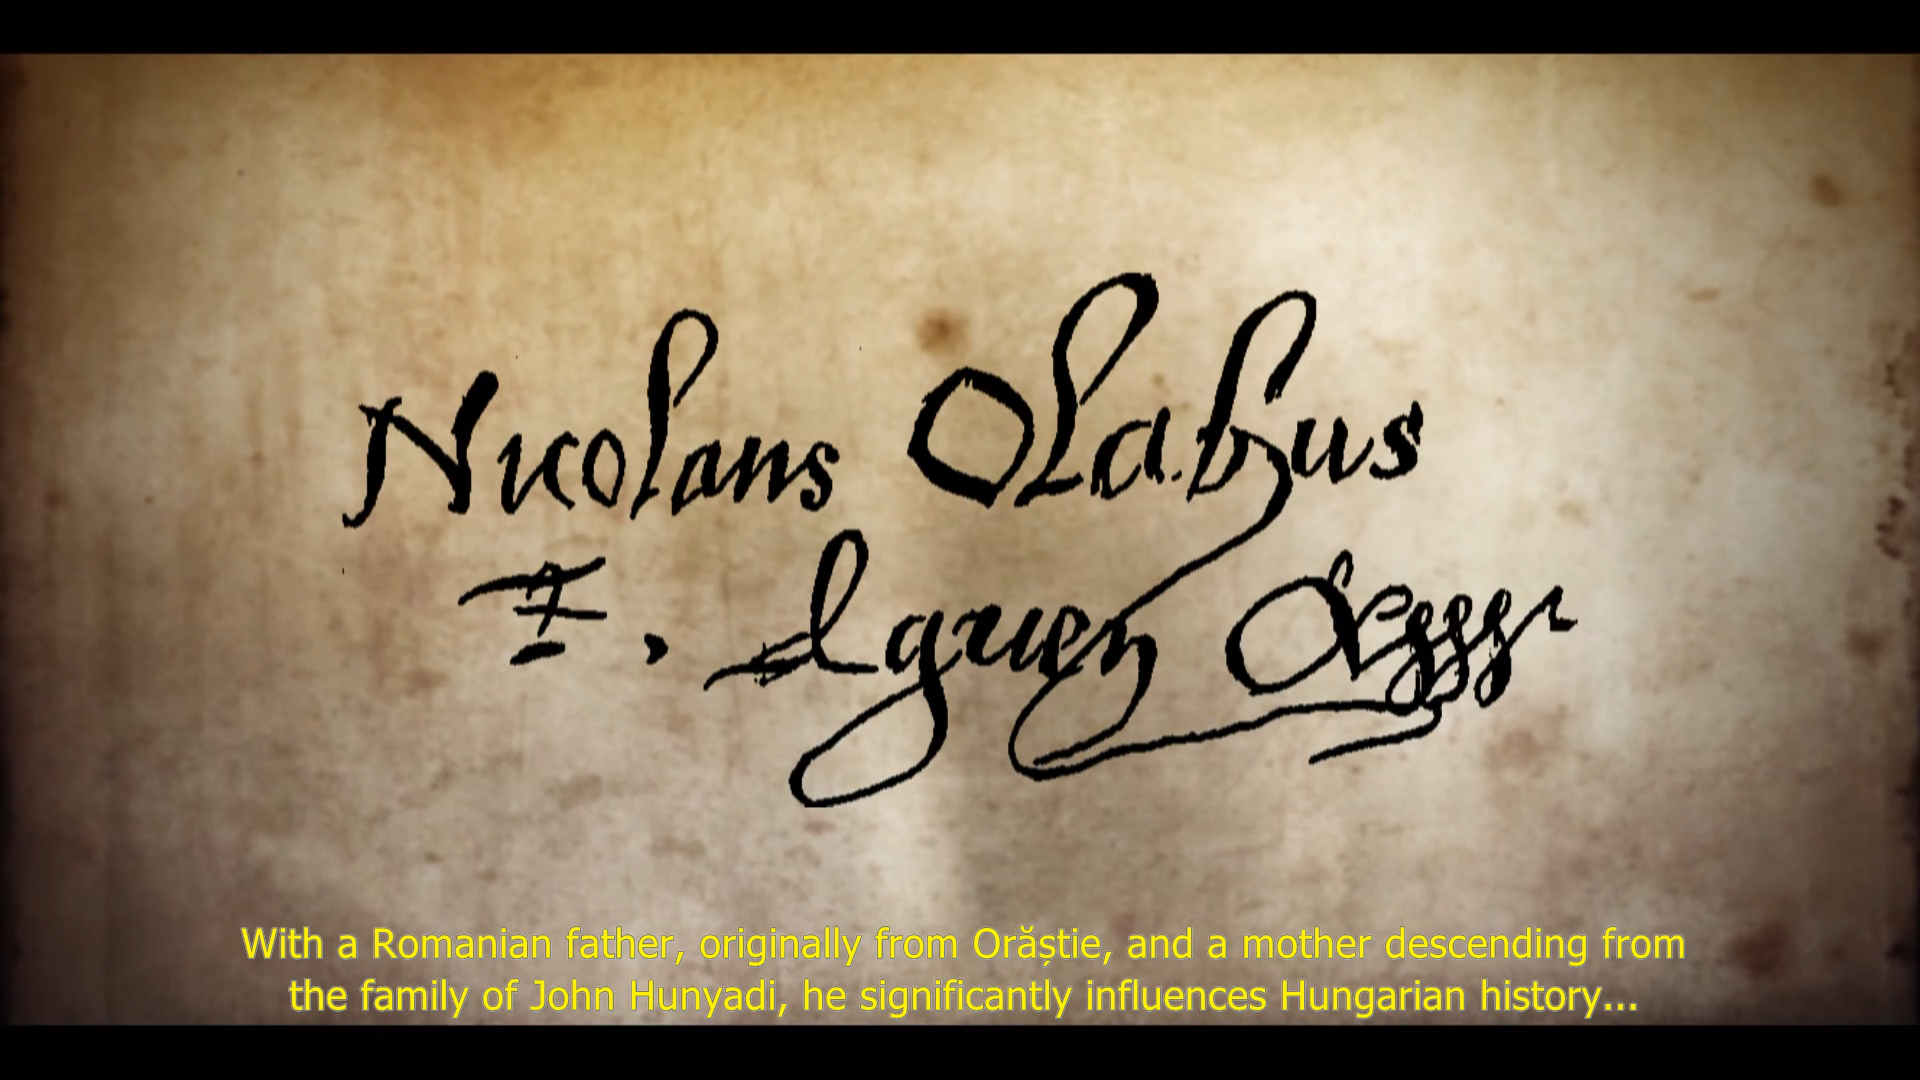 Nicolaus Olahus
With a Romanian father, originally from Orăștie, and a mother descending from
the family of John Hunyadi, he significantly influences Hungarian history...